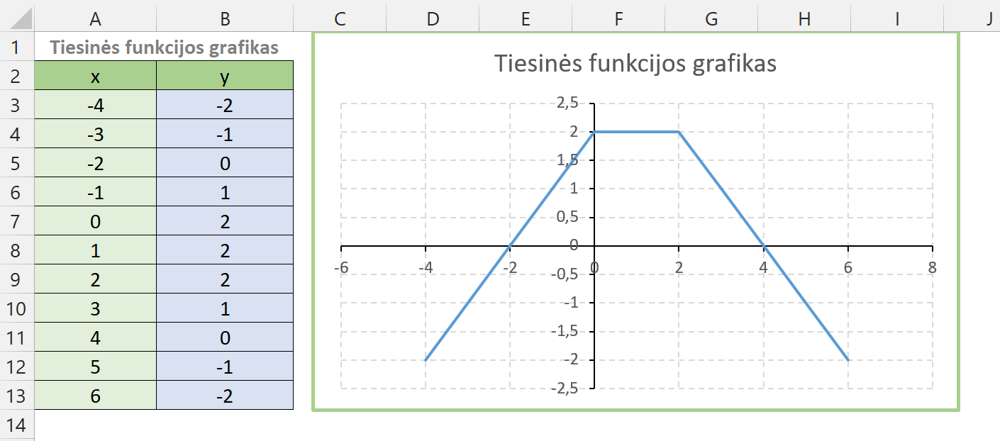 A B C D E F G H I J
1 Tiesinės funkcijos grafikas
2 x y
3 -4 -2
4 -3 -1
5 -2 0
6 -1 1
7 0 2
8 1 2
9 2 2
10 3 1
11 4 0
12 5 -1
13 6 -2
14
Tiesinės funkcijos grafikas
2,5
2
1,5
1
0,5
0
-6 -4 -2 0 2 4 6 8
-0,5
-1
-1,5
-2
-2,5